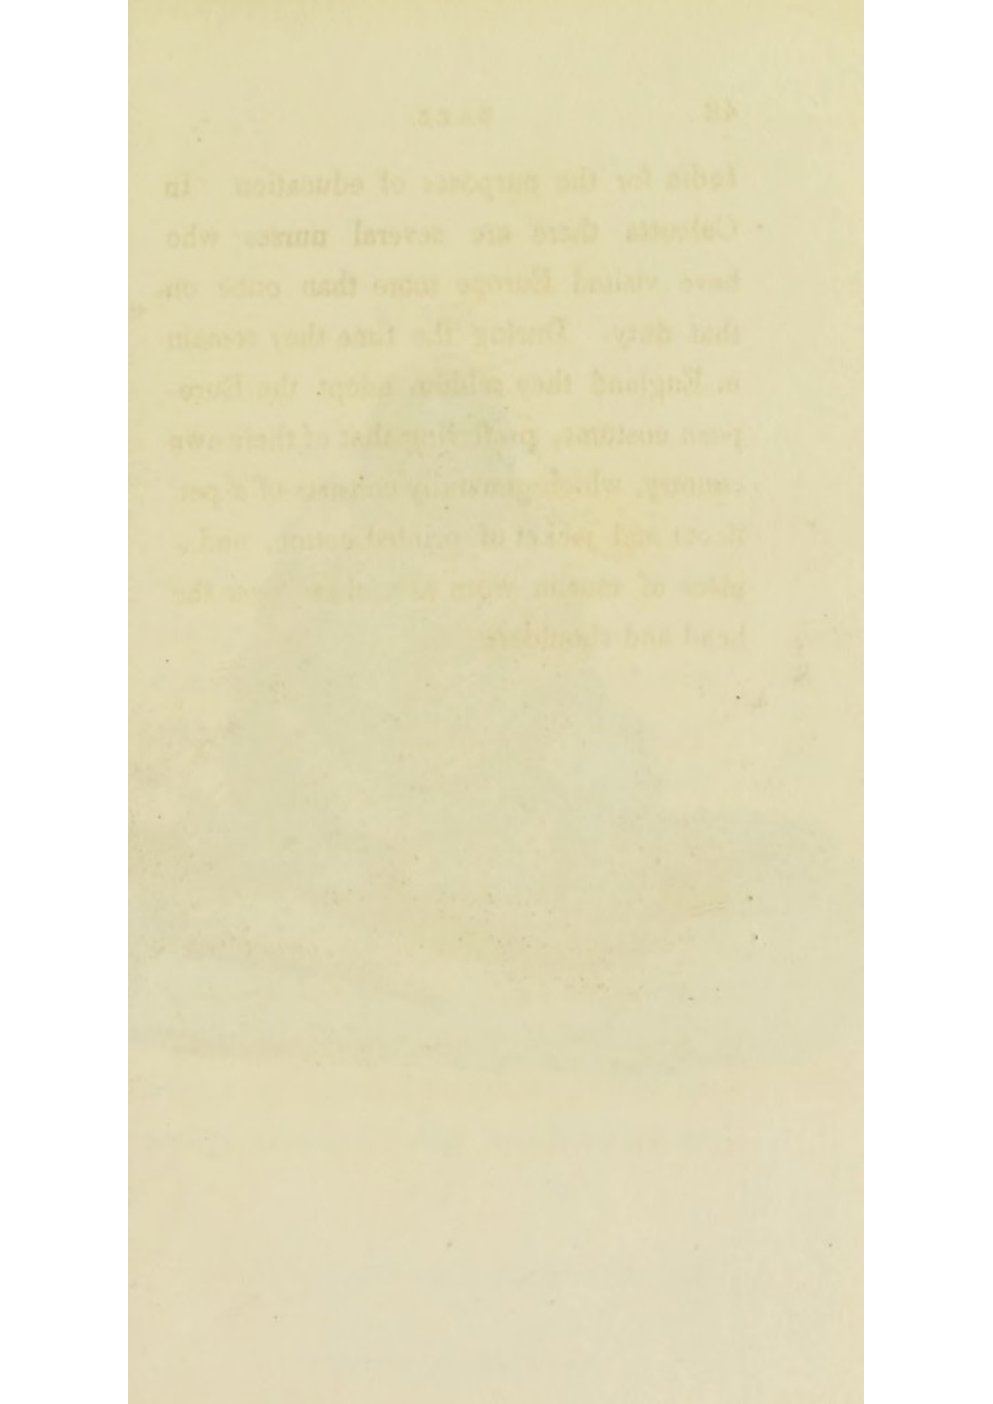 48
India for the purposes of education In
Calcutta there are several nurses who
have visited Europe more than once on
that duty. During the time they remain
in England they seldom adopt the Euro-
pean costume, preferring that of their own
country, which generally consists of a pet
ticoat and jacket of printed cotton, and
piece of muslin worn as over the
head and shoulders